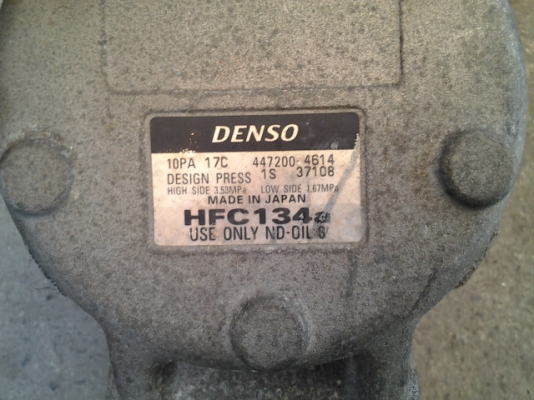 DENSO
10PA 17C 447200-4614
DESIGN PRESS 1S 37108
HIGH SIDE 3.53MPa LOW SIDE 1.67MPa
MADE IN JAPAN
HFC134a
USE ONLY ND-OIL 8